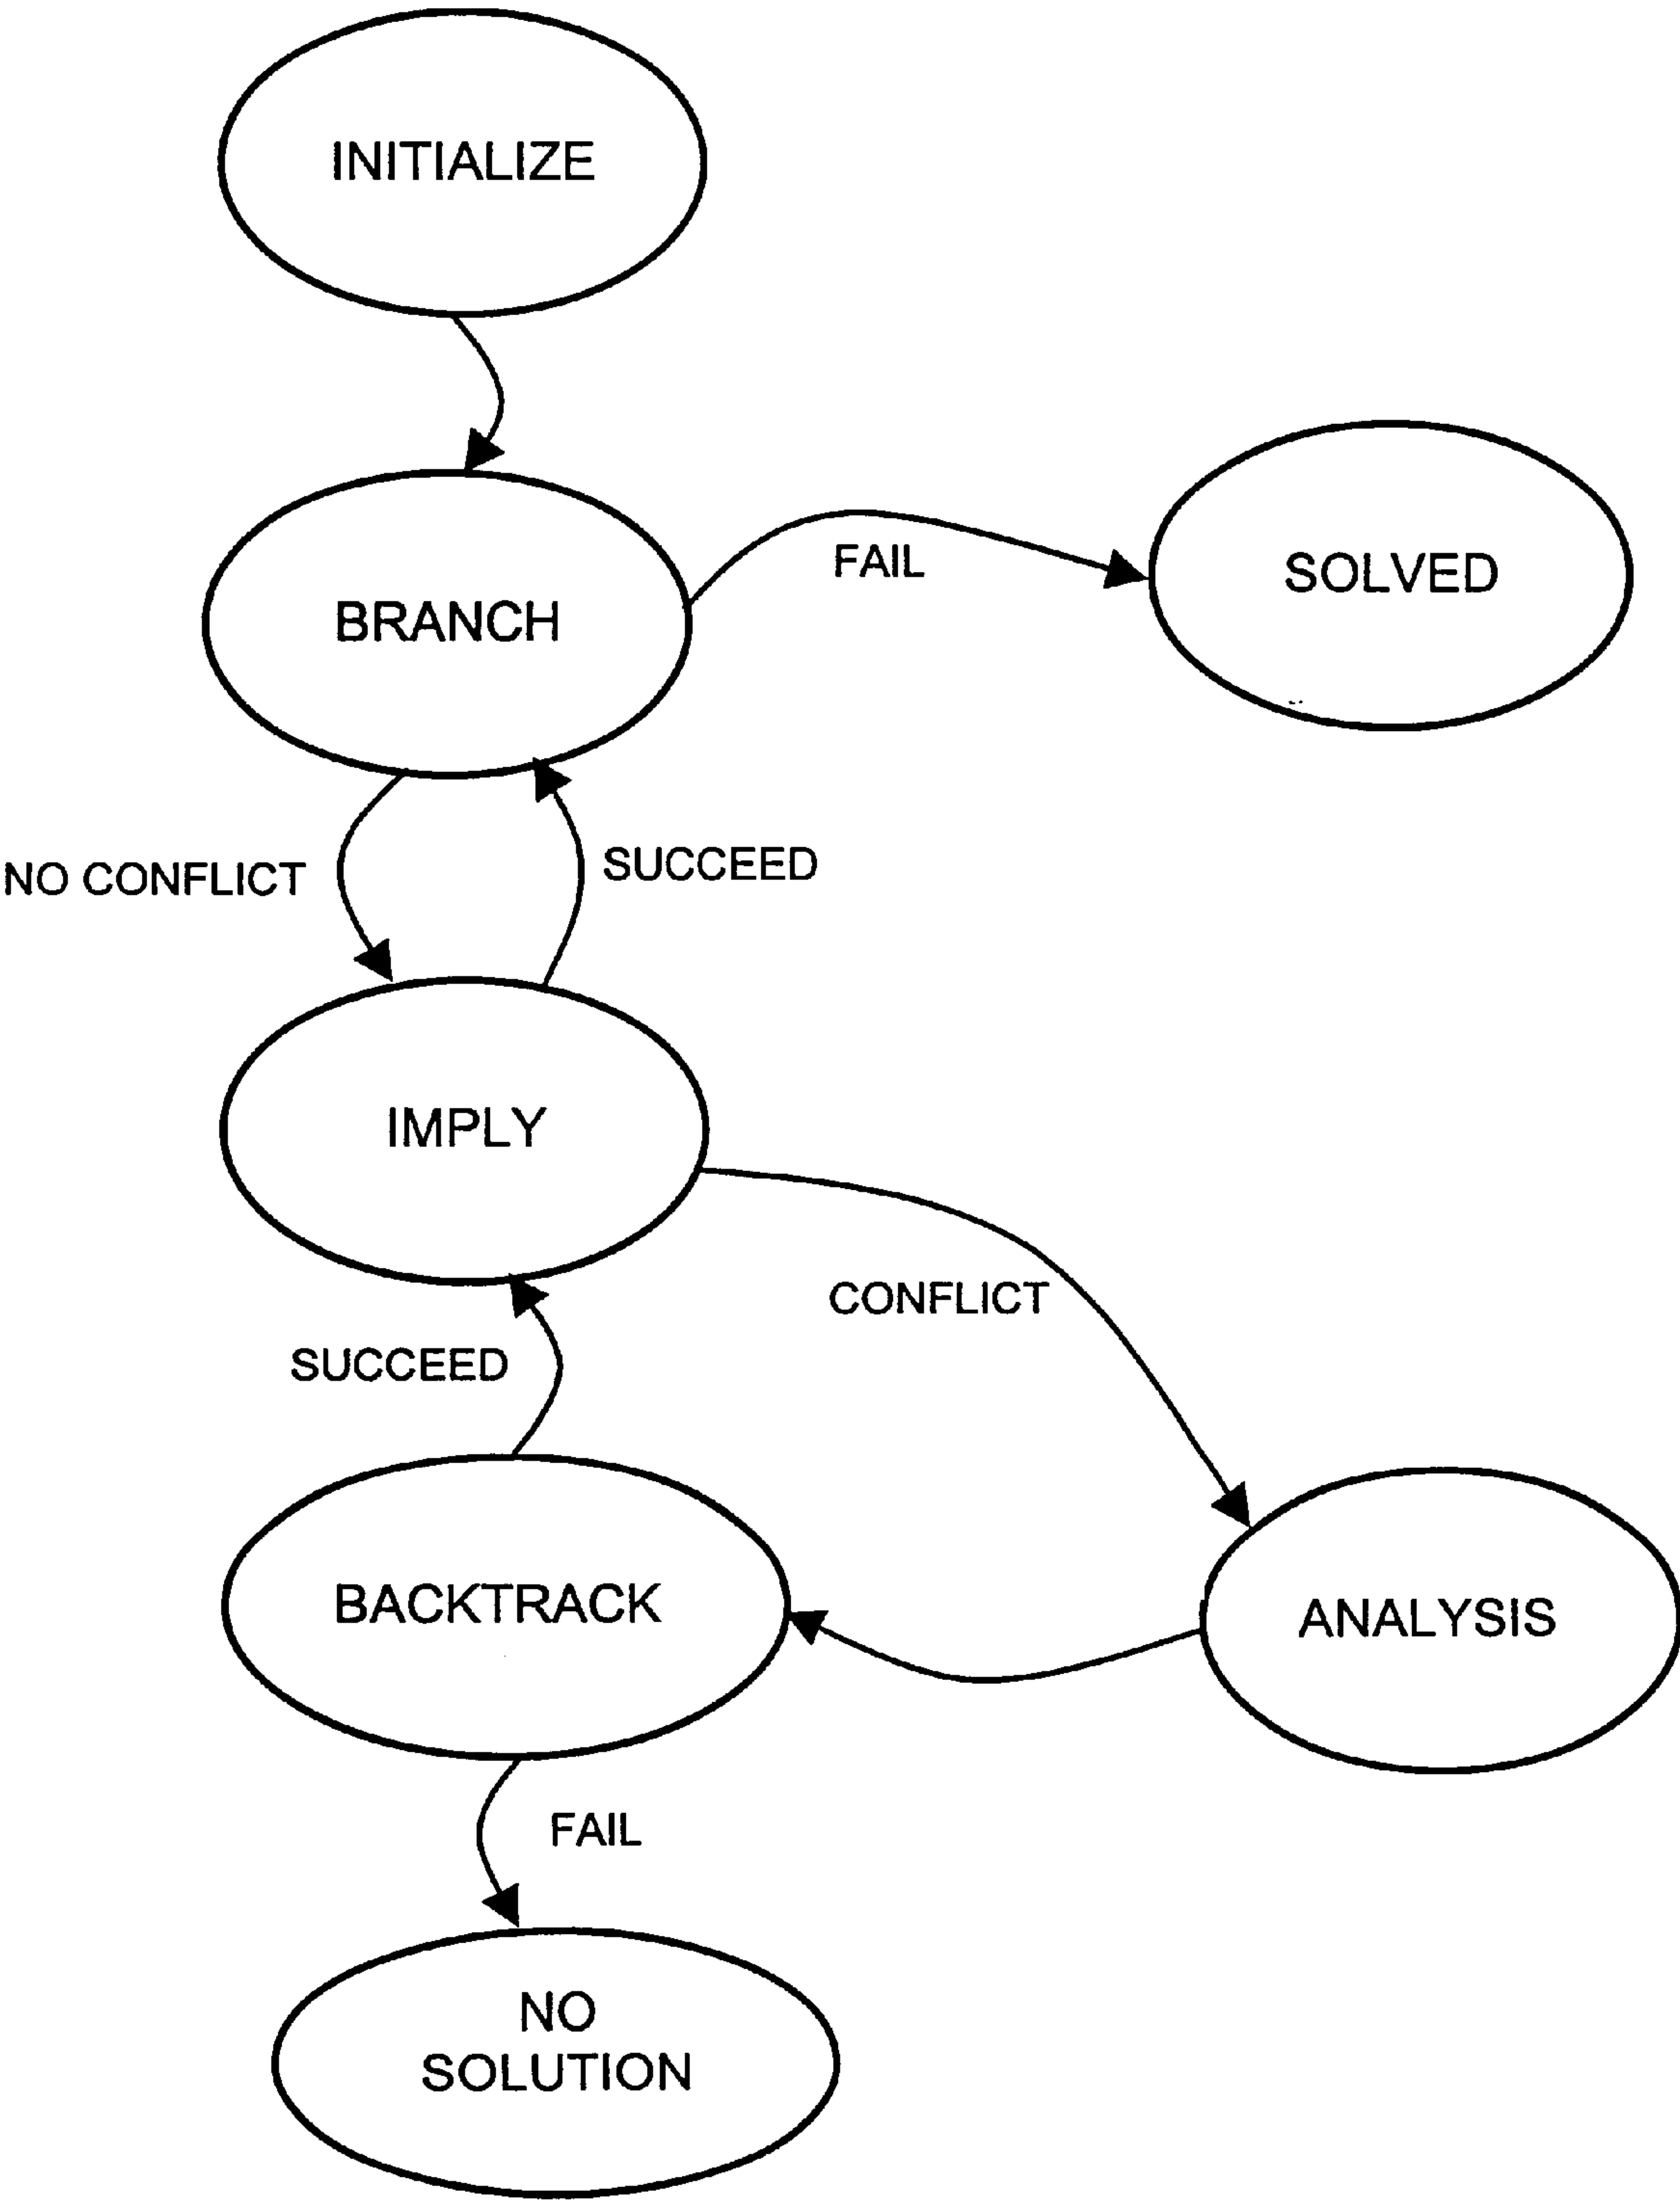 INITIALIZE
FAIL
SOLVED
BRANCH
NO CONFLICT
SUCCEED
IMPLY
CONFLICT
SUCCEED
BACKTRACK
ANALYSIS
FAIL
NO
SOLUTION